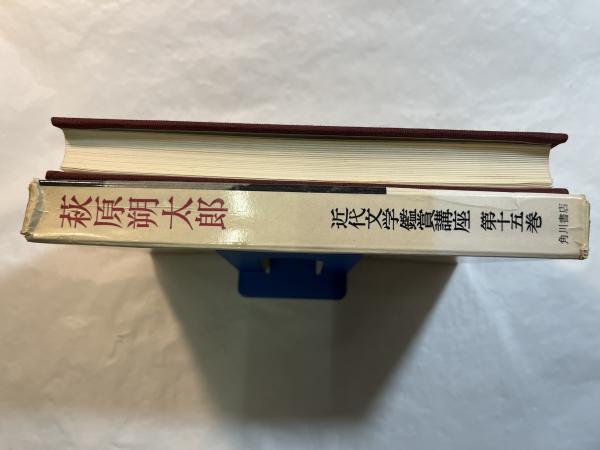 萩原朔太郎
近代文学鑑賞講座 第十五巻
角川書店